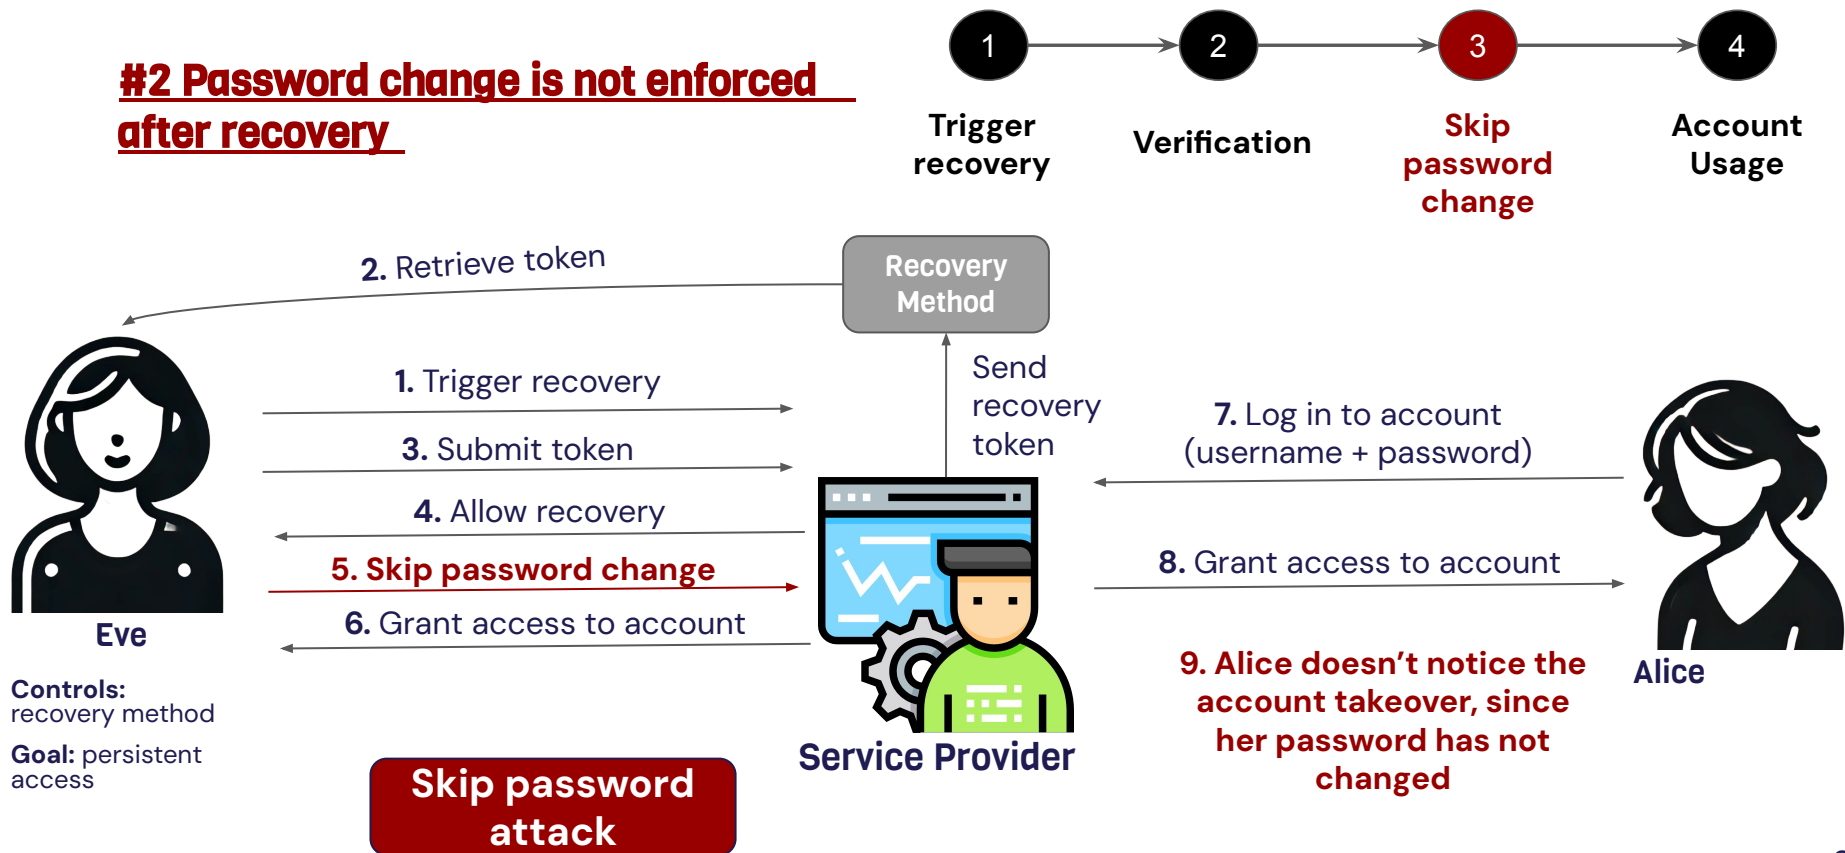 #2 Password change is not enforced
after recovery
1
2
3
4
Trigger
recovery
Verification
Skip
password
change
Account
Usage
2. Retrieve token
Recovery
Method
1. Trigger recovery
Send
recovery
token
3. Submit token
4. Allow recovery
5. Skip password change
6. Grant access to account
7. Log in to account
(username + password)
8. Grant access to account
Eve
Controls:
recovery method
Goal: persistent
access
Service Provider
Alice
9. Alice doesn’t notice the
account takeover, since
her password has not
changed
Skip password
attack